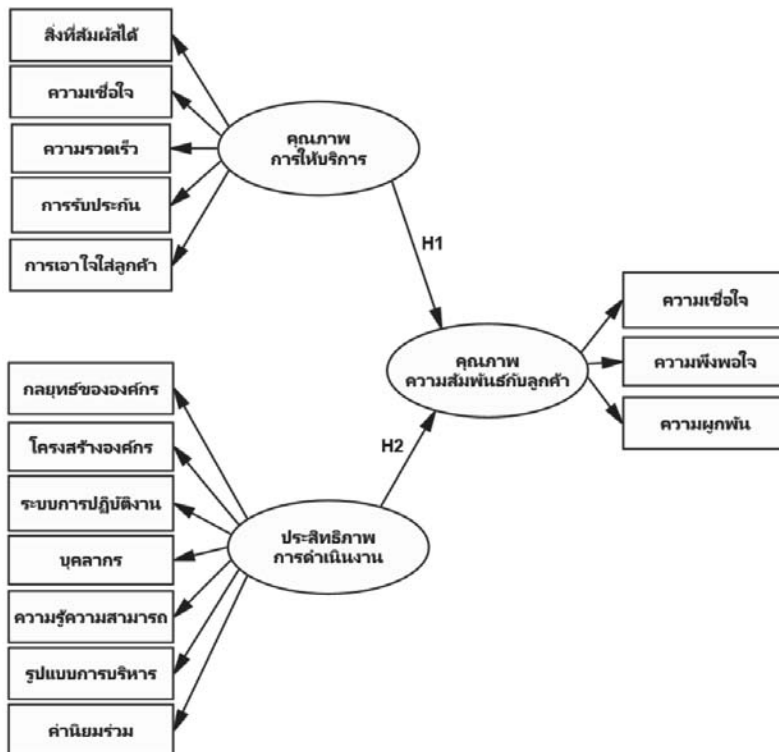 สิ่งที่สัมผัสได้
ความเชื่อใจ
ความรวดเร็ว
การรับประกัน
การเอาใจใส่ลูกค้า
คุณภาพ
การให้บริการ
H1
คุณภาพ
ความสัมพันธ์กับลูกค้า
ความเชื่อใจ
ความพึงพอใจ
ความผูกพัน
กลยุทธ์ขององค์กร
โครงสร้างองค์กร
ระบบการปฏิบัติงาน
บุคลากร
ความรู้ความสามารถ
รูปแบบการบริหาร
ค่านิยมร่วม
ประสิทธิภาพ
การดำเนินงาน
H2